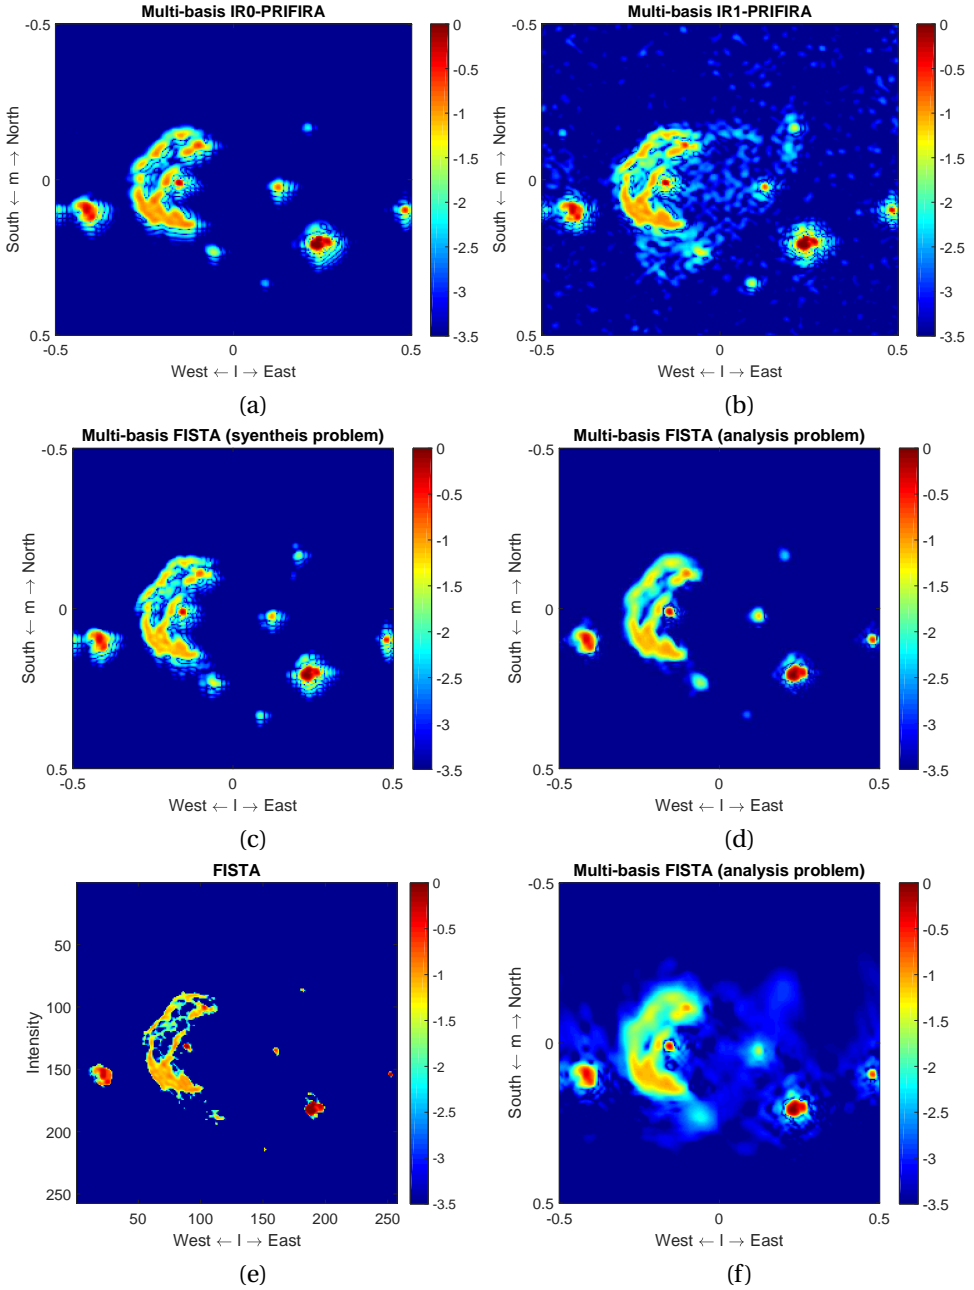 Multi-basis IR0-PRIFIRA
-0.5
0
0.5
South ← m → North
-0.5 0 0.5
West ← l → East
0
-0.5
-1
-1.5
-2
-2.5
-3
-3.5
(a)
Multi-basis IR1-PRIFIRA
-0.5
0
0.5
South ← m → North
-0.5 0 0.5
West ← l → East
0
-0.5
-1
-1.5
-2
-2.5
-3
-3.5
(b)
Multi-basis FISTA (syentheis problem)
-0.5
0
0.5
South ← m → North
-0.5 0 0.5
West ← l → East
0
-0.5
-1
-1.5
-2
-2.5
-3
-3.5
(c)
Multi-basis FISTA (analysis problem)
-0.5
0
0.5
South ← m → North
-0.5 0 0.5
West ← l → East
0
-0.5
-1
-1.5
-2
-2.5
-3
-3.5
(d)
FISTA
50
100
150
200
250
Intensity
50 100 150 200 250
West ← l → East
0
-0.5
-1
-1.5
-2
-2.5
-3
-3.5
(e)
Multi-basis FISTA (analysis problem)
-0.5
0
0.5
South ← m → North
-0.5 0 0.5
West ← l → East
0
-0.5
-1
-1.5
-2
-2.5
-3
-3.5
(f)